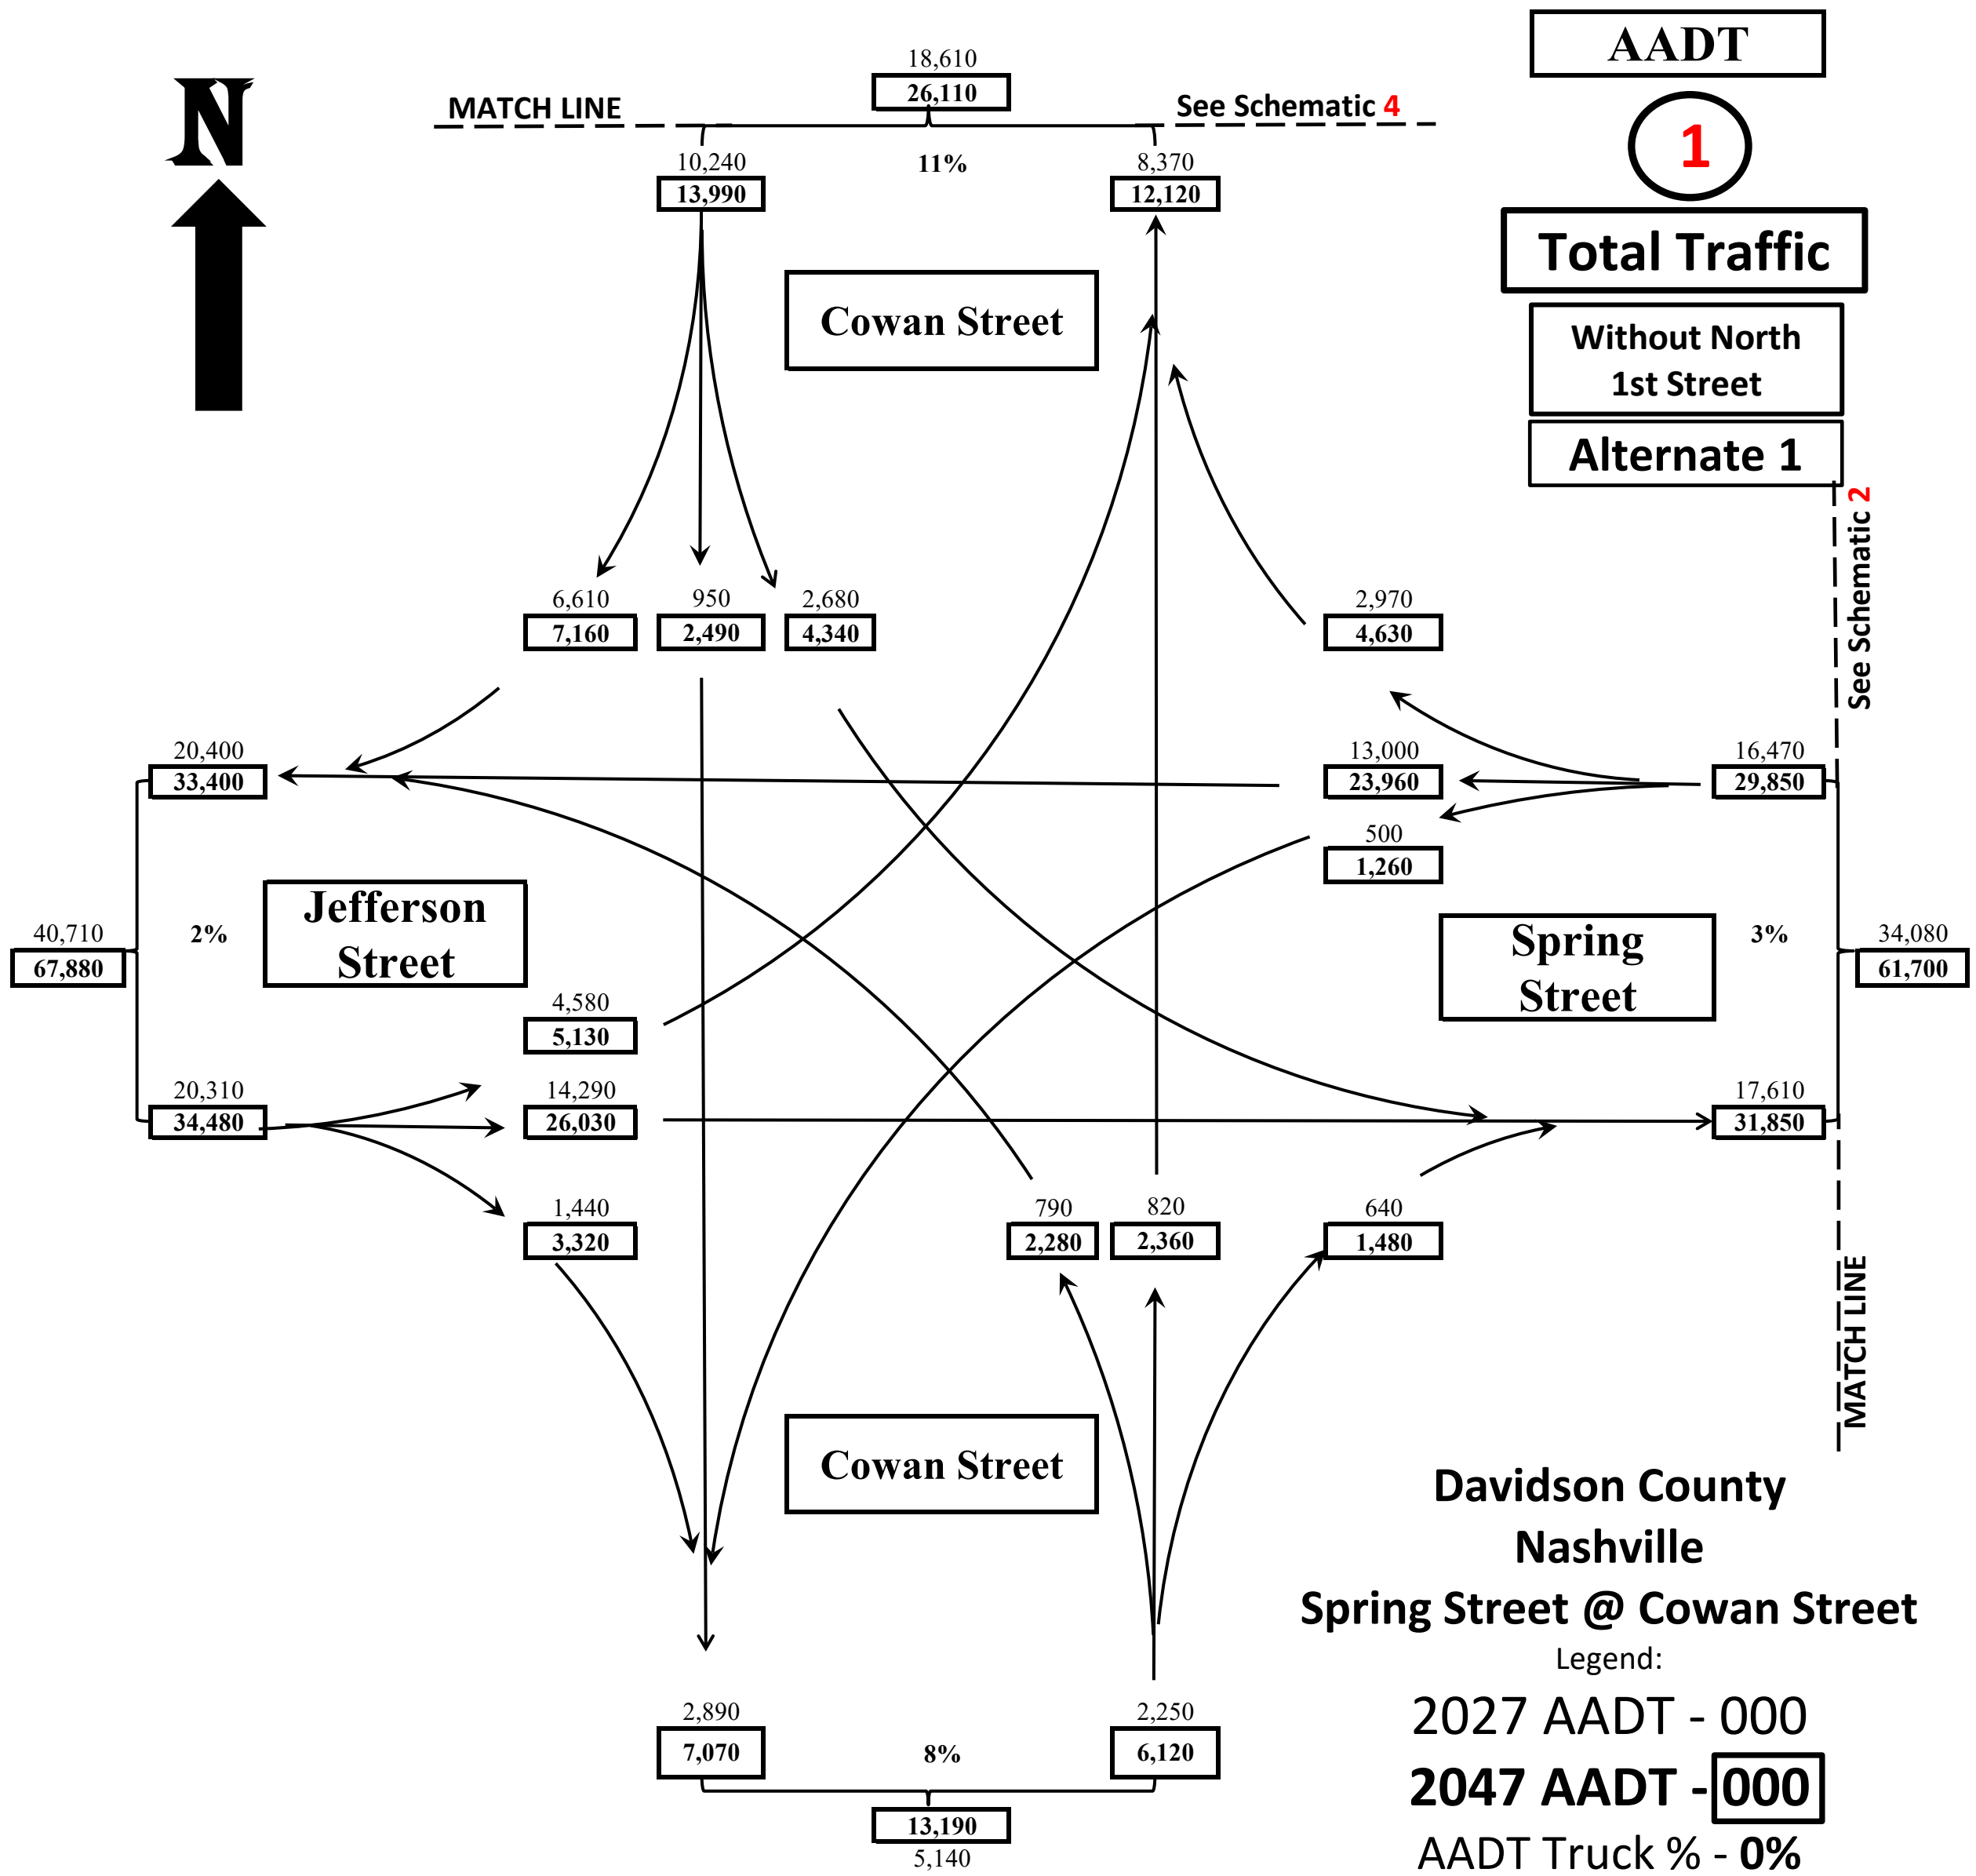 AADT
18,610
26,110
N
MATCH LINE
See Schematic 4
1
10,240
11%
8,370
13,990
12,120
Total Traffic
Cowan Street
Without North
1st Street
Alternate 1
See Schematic 2
6,610
950
2,680
2,970
7,160
2,490
4,340
4,630
20,400
13,000
16,470
33,400
23,960
29,850
500
1,260
Jefferson
Street
40,710
2%
67,880
Spring
Street
3%
34,080
61,700
4,580
5,130
20,310
14,290
17,610
34,480
26,030
31,850
1,440
790
820
640
3,320
2,280
2,360
1,480
MATCH LINE
Cowan Street
Davidson County
Nashville
Spring Street @ Cowan Street
Legend:
2,890
2,250
2027 AADT - 000
7,070
8%
6,120
2047 AADT - 000
13,190
5,140
AADT Truck % - 0%